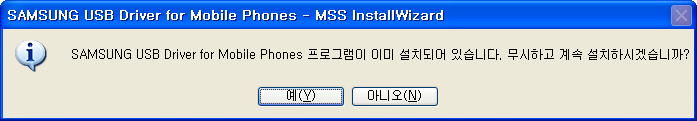 SAMSUNG USB Driver for Mobile Phones - MSS InstallWizard
SAMSUNG USB Driver for Mobile Phones 프로그램이 이미 설치되어 있습니다. 무시하고 계속 설치하시겠습니까?
예(Y) 아니오(N)